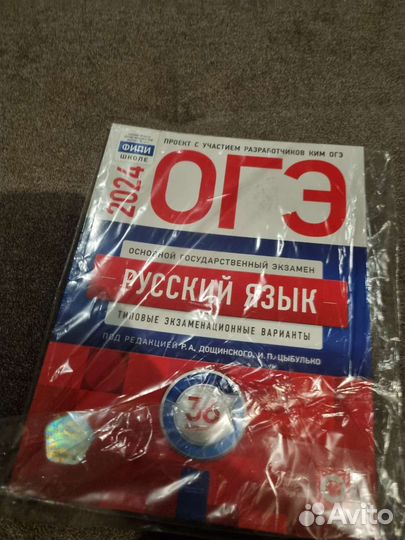 ФИПИ
ШКОЛЕ
ПРОЕКТ С УЧАСТИЕМ РАЗРАБОТЧИКОВ КИМ ОГЭ
2024
ОГЭ
ОСНОВНОЙ ГОСУДАРСТВЕННЫЙ ЭКЗАМЕН
РУССКИЙ ЯЗЫК
ТИПОВЫЕ ЭКЗАМЕНАЦИОННЫЕ ВАРИАНТЫ
ПОД РЕДАКЦИЕЙ Р. А. ДОЩИНСКОГО, И. П. ЦЫБУЛЬКО
36
Avito